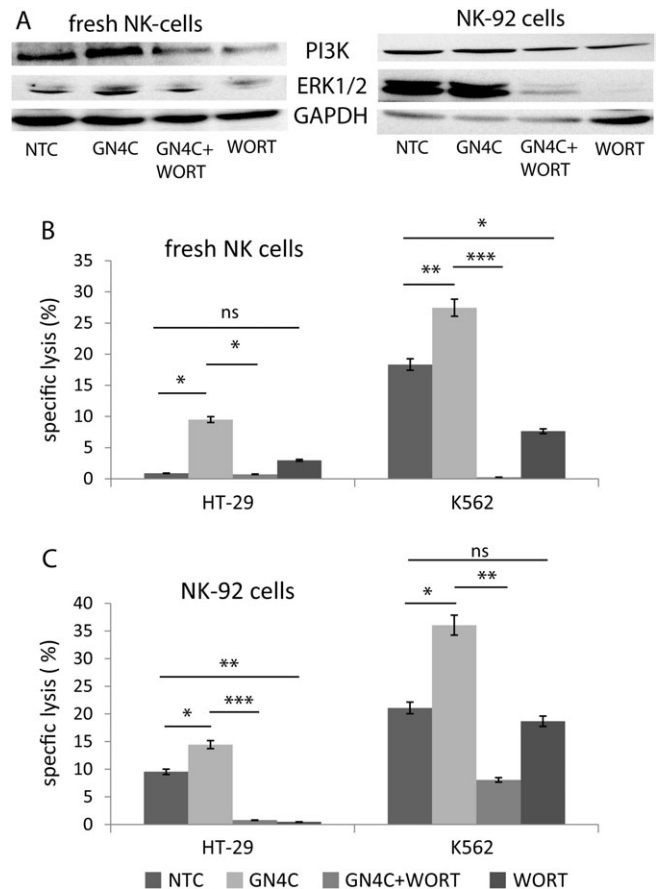 A fresh NK-cells NK-92 cells
PI3K
ERK1/2
GAPDH
NTC GN4C GN4C+ WORT WORT NTC GN4C GN4C+ WORT WORT
B fresh NK cells
specific lysis (%)
35
30
25
20
15
10
5
0
ns
*
*
*
**
***
HT-29 K562
C NK-92 cells
specfic lysis ( %)
40
35
30
25
20
15
10
5
0
**
*
***
ns
*
**
HT-29 K562
NTC GN4C GN4C+WORT WORT